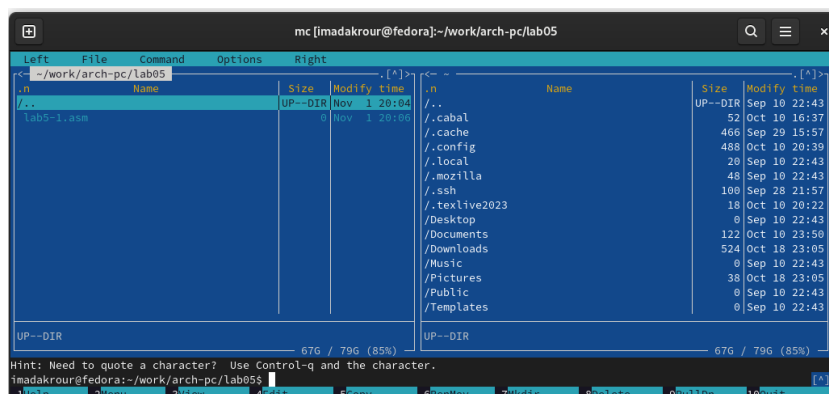 mc [imadakrour@fedora]:~/work/arch-pc/lab05
Left File Command Options Right
<— ~/work/arch-pc/lab05 .[^]> <— ~ .[^]>
.n Name Size Modify time .n Name Size Modify time
/.. UP--DIR Nov 1 20:04 /.. UP--DIR Sep 10 22:43
lab5-1.asm 0 Nov 1 20:06 /.cabal 52 Oct 10 16:37
/.cache 466 Sep 29 15:57
/.config 488 Oct 10 20:39
/.local 20 Sep 10 22:43
/.mozilla 48 Sep 10 22:43
/.ssh 100 Sep 28 21:57
/.texlive2023 18 Oct 10 20:22
/Desktop 0 Sep 10 22:43
/Documents 122 Oct 10 23:50
/Downloads 524 Oct 18 23:05
/Music 0 Sep 10 22:43
/Pictures 38 Oct 18 23:05
/Public 0 Sep 10 22:43
/Templates 0 Sep 10 22:43
UP--DIR UP--DIR
67G / 79G (85%) 67G / 79G (85%)
Hint: Need to quote a character? Use Control-q and the character.
imadakrour@fedora:~/work/arch-pc/lab05$ [^]